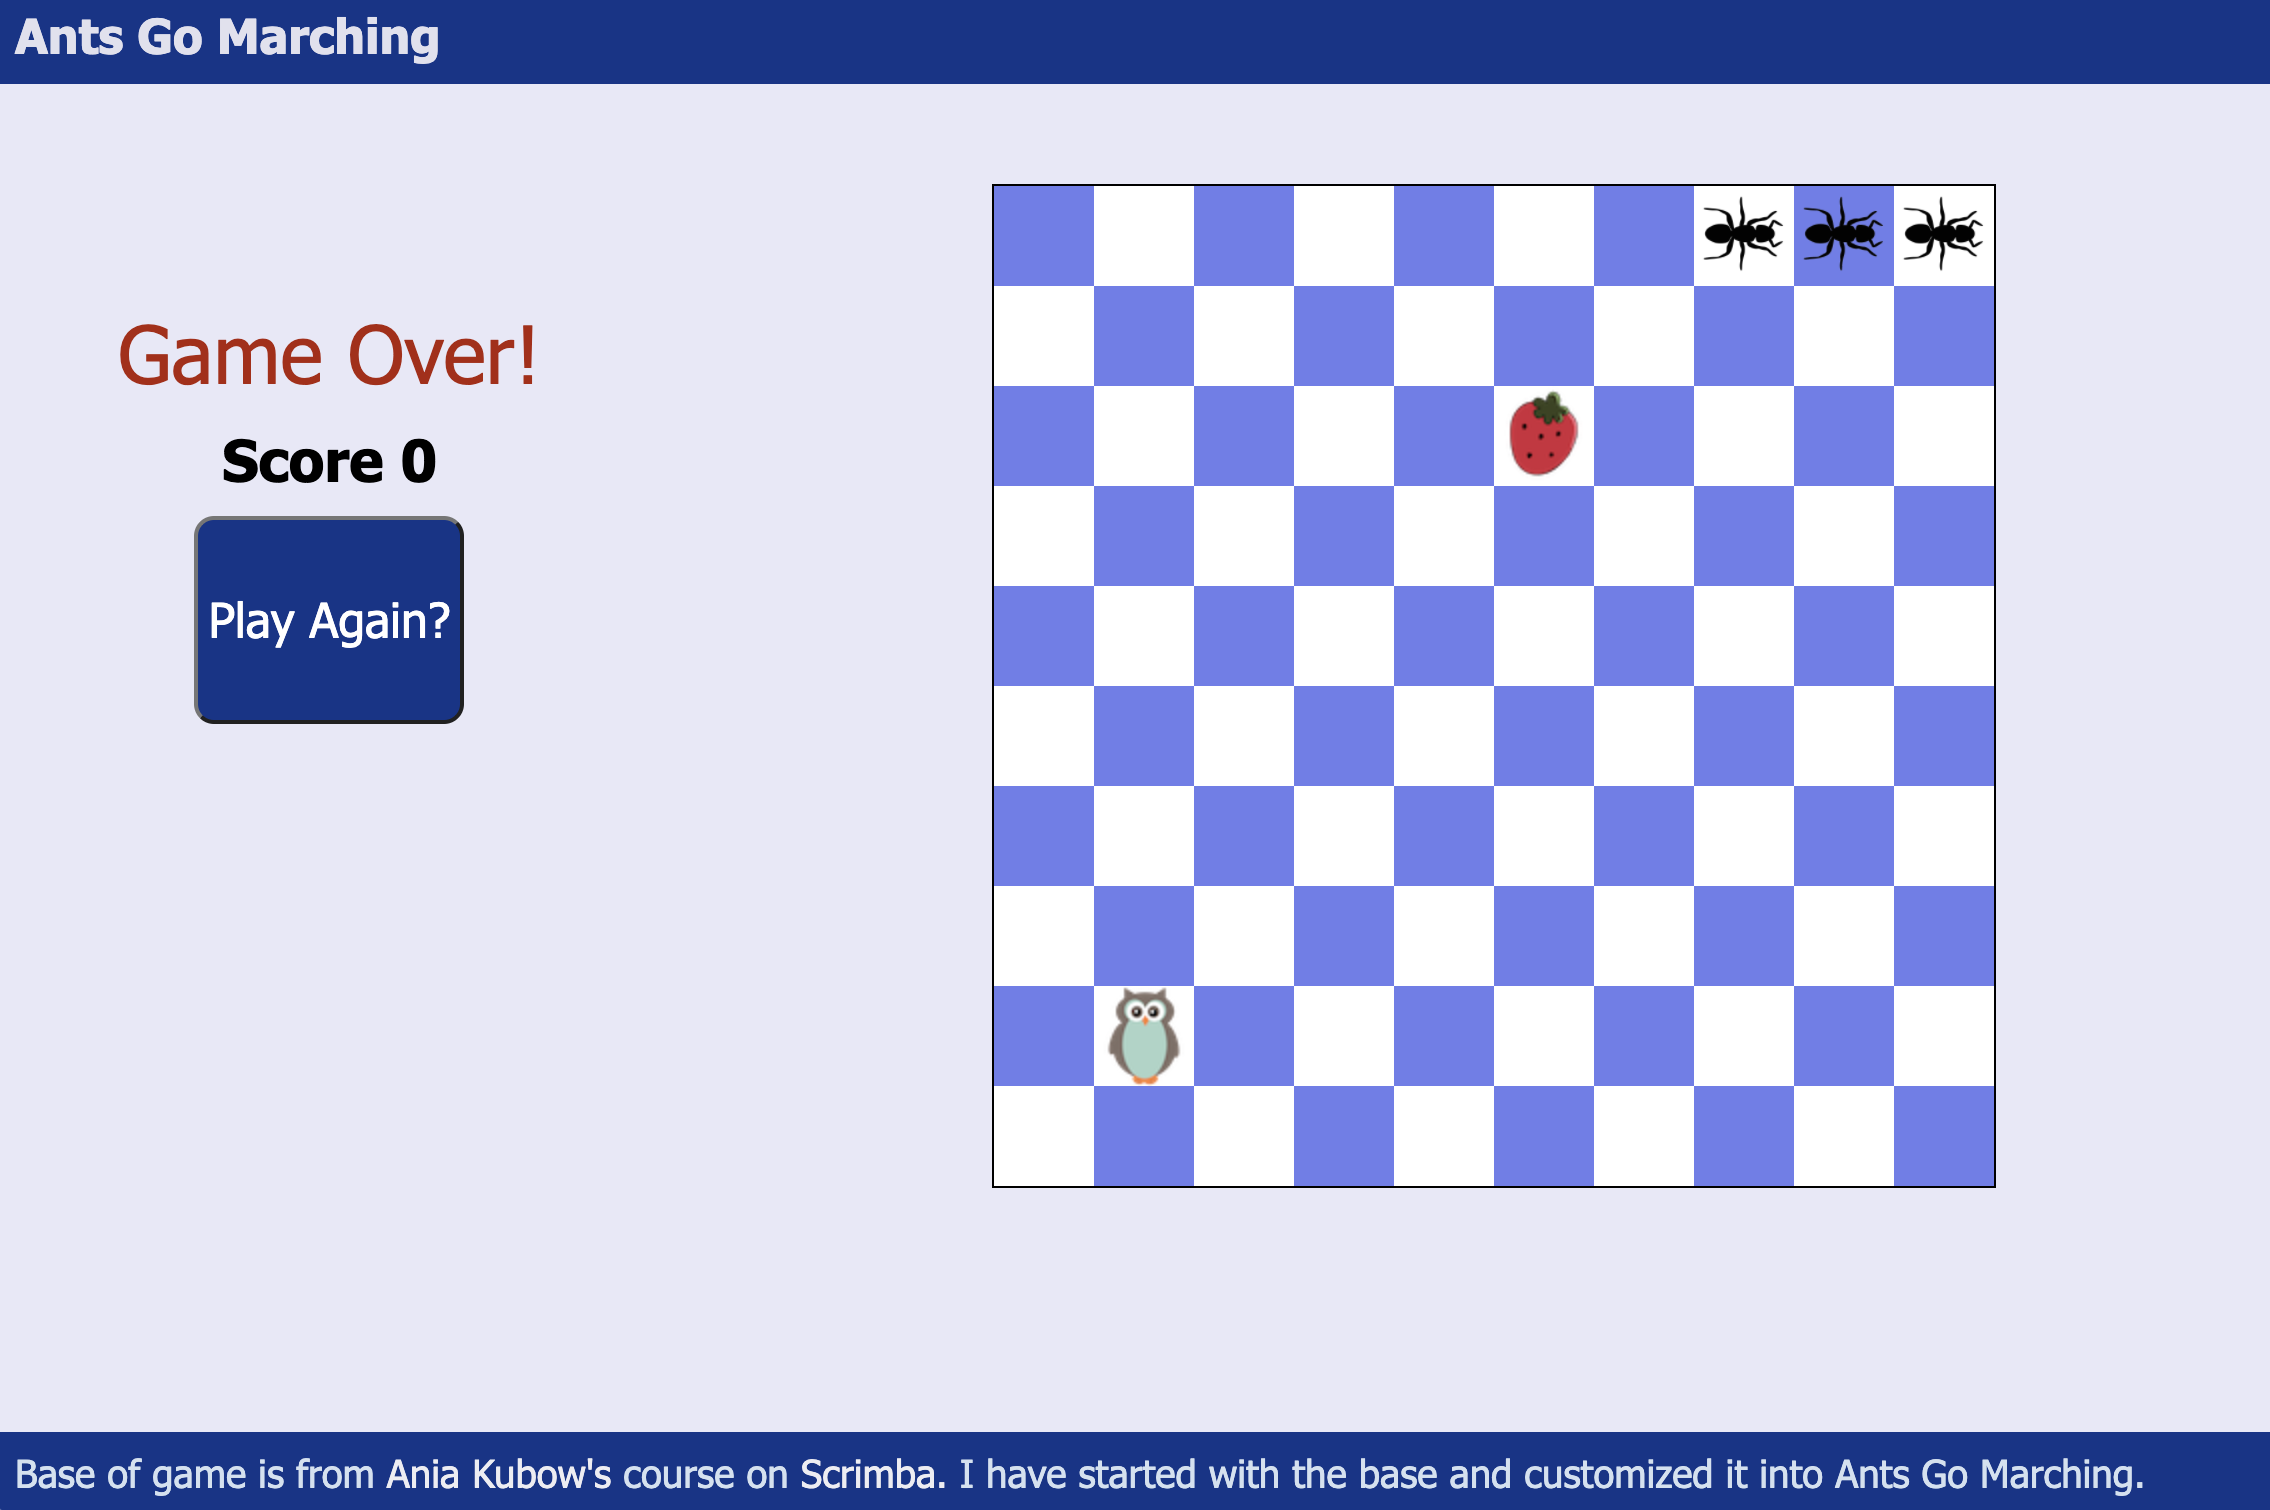 Ants Go Marching
Game Over!
Score 0
Play Again?
Base of game is from Ania Kubow's course on Scrimba. I have started with the base and customized it into Ants Go Marching.